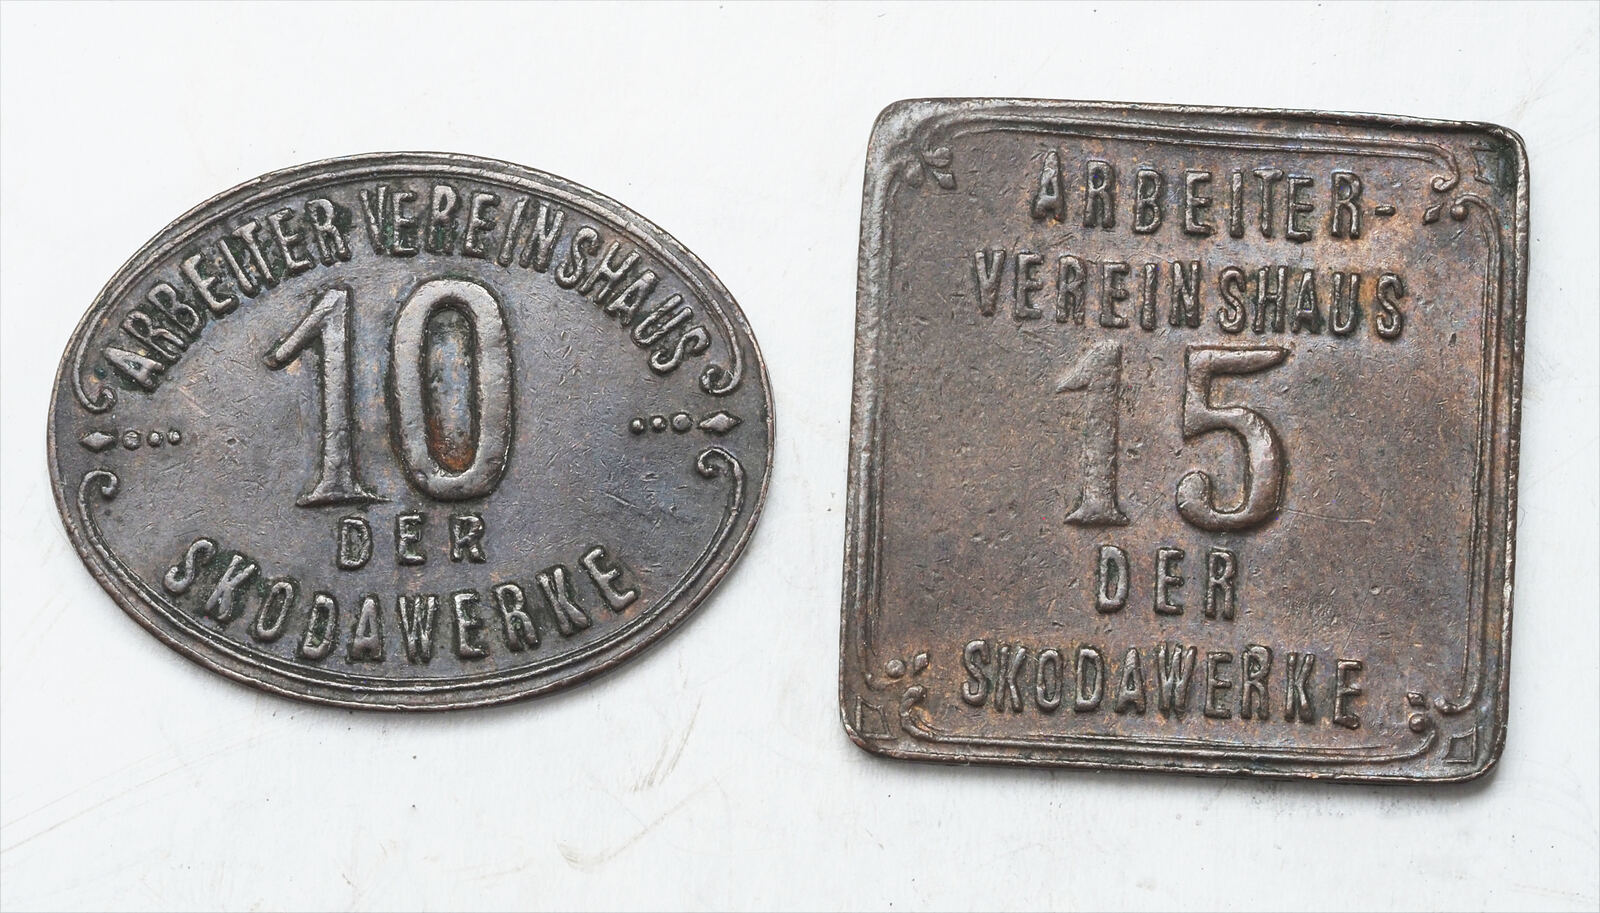 ARBEITER VEREINSHAUS
10
DER
SKODAWERKE
ARBEITER-
VEREINSHAUS
15
DER
SKODAWERKE